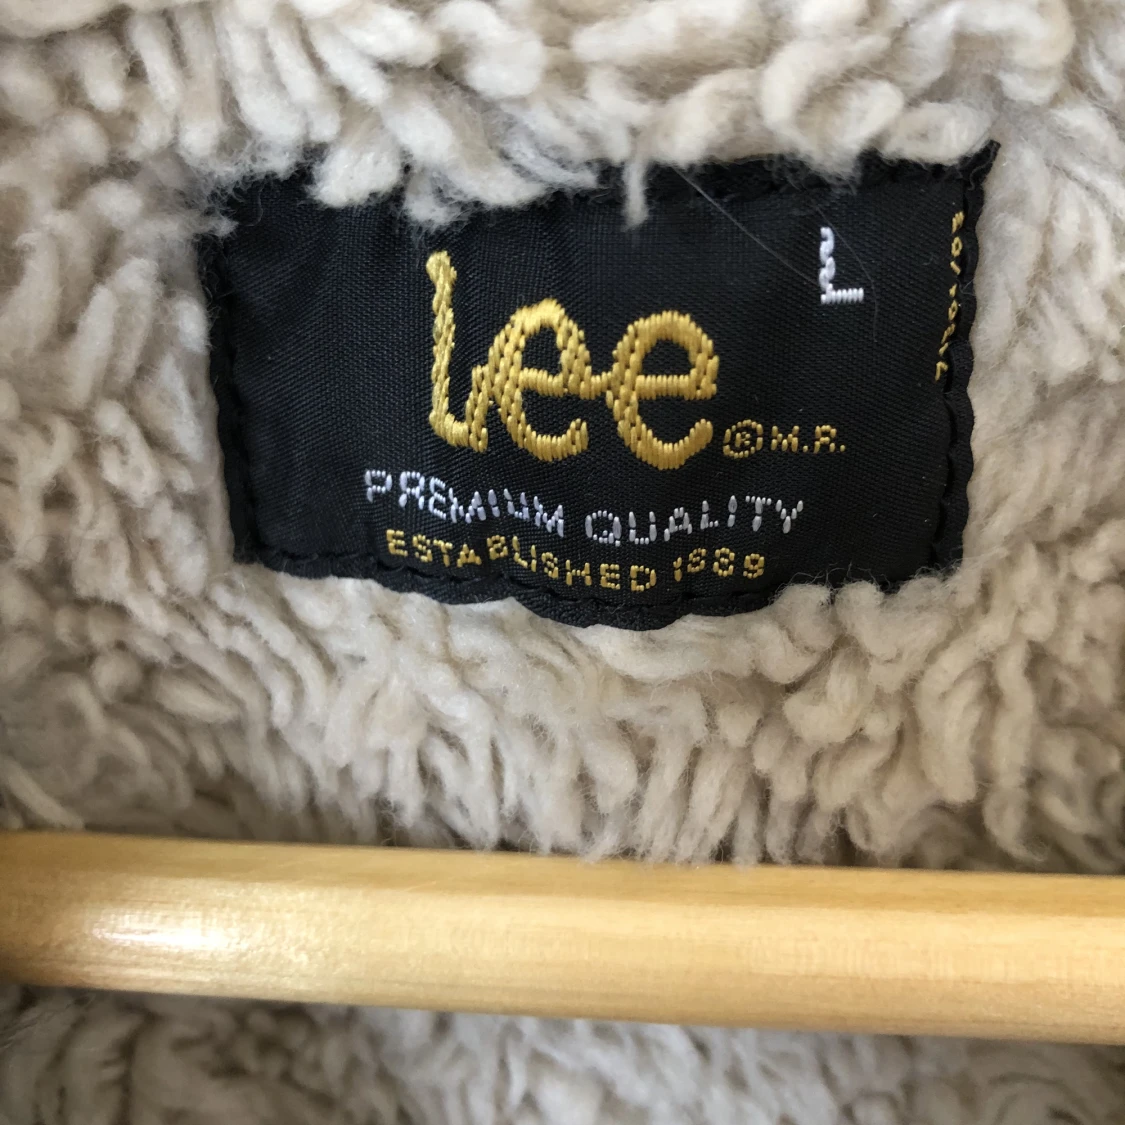 L
Lee ® M.R.
PREMIUM QUALITY
ESTABLISHED 1889